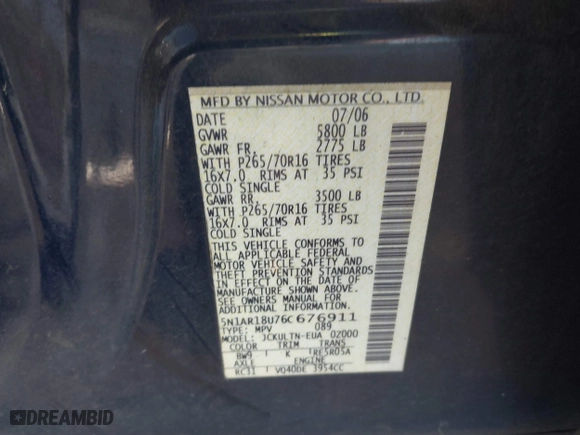 MFD BY NISSAN MOTOR CO., LTD.
DATE 07/06
GVWR 5800 LB
GAWR FR. 2775 LB
WITH P265/70R16 TIRES
16X7.0 RIMS AT 35 PSI
COLD SINGLE
GAWR RR. 3500 LB
WITH P265/70R16 TIRES
16X7.0 RIMS AT 35 PSI
COLD SINGLE
THIS VEHICLE CONFORMS TO
ALL APPLICABLE FEDERAL
MOTOR VEHICLE SAFETY AND
THEFT PREVENTION STANDARDS
IN EFFECT ON THE DATE OF
MANUFACTURE SHOWN ABOVE.
SEE OWNERS MANUAL FOR
ADDITIONAL INFORMATION.
5N1AR18U76C676911
TYPE: MPV 089
MODEL: JCKULTN-EUA 02000
COLOR TRIM TRANS
BW9 K RE5R05A
AXLE ENGINE
RC31 VQ40DE 3954CC
DREAMBID